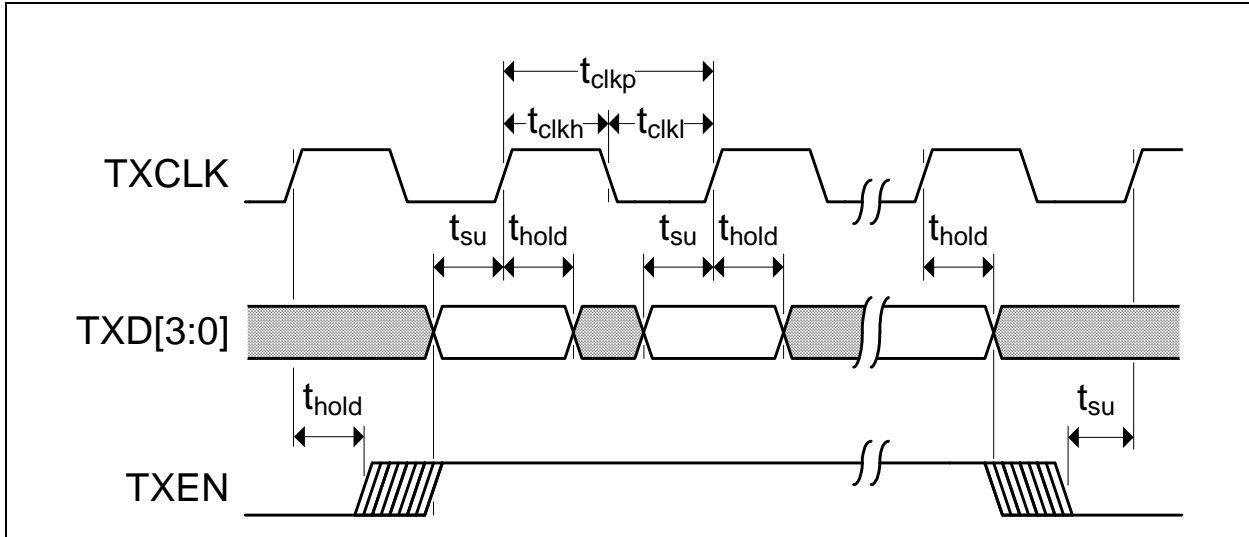 tclkp
tclkh tclkl
TXCLK
tsu thold tsu thold thold
TXD[3:0]
thold tsu
TXEN